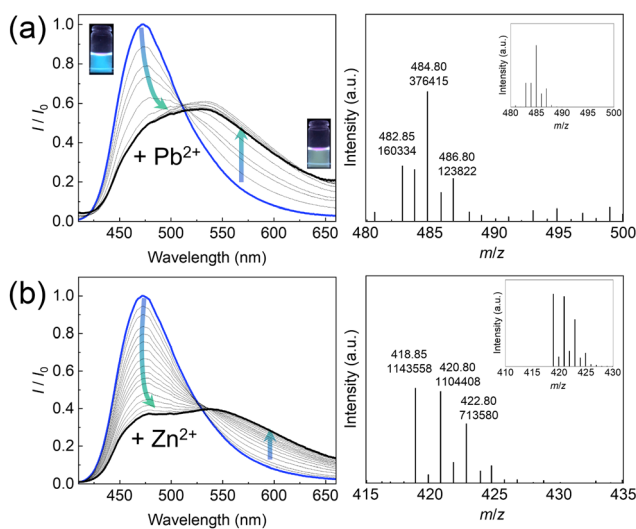 (a)
1.0
0.8
0.6
0.4
0.2
0.0
I / I0
+ Pb2+
450 500 550 600 650
Wavelength (nm)
Intensity (a.u.)
484.80
376415
482.85
160334
486.80
123822
480 485 490 495 500
m/z
Intensity (a.u.)
480 485 490 495 500
m/z
(b)
1.0
0.8
0.6
0.4
0.2
0.0
I / I0
+ Zn2+
450 500 550 600 650
Wavelength (nm)
Intensity (a.u.)
418.85
1143558
420.80
1104408
422.80
713580
415 420 425 430 435
m/z
Intensity (a.u.)
410 415 420 425 430
m/z